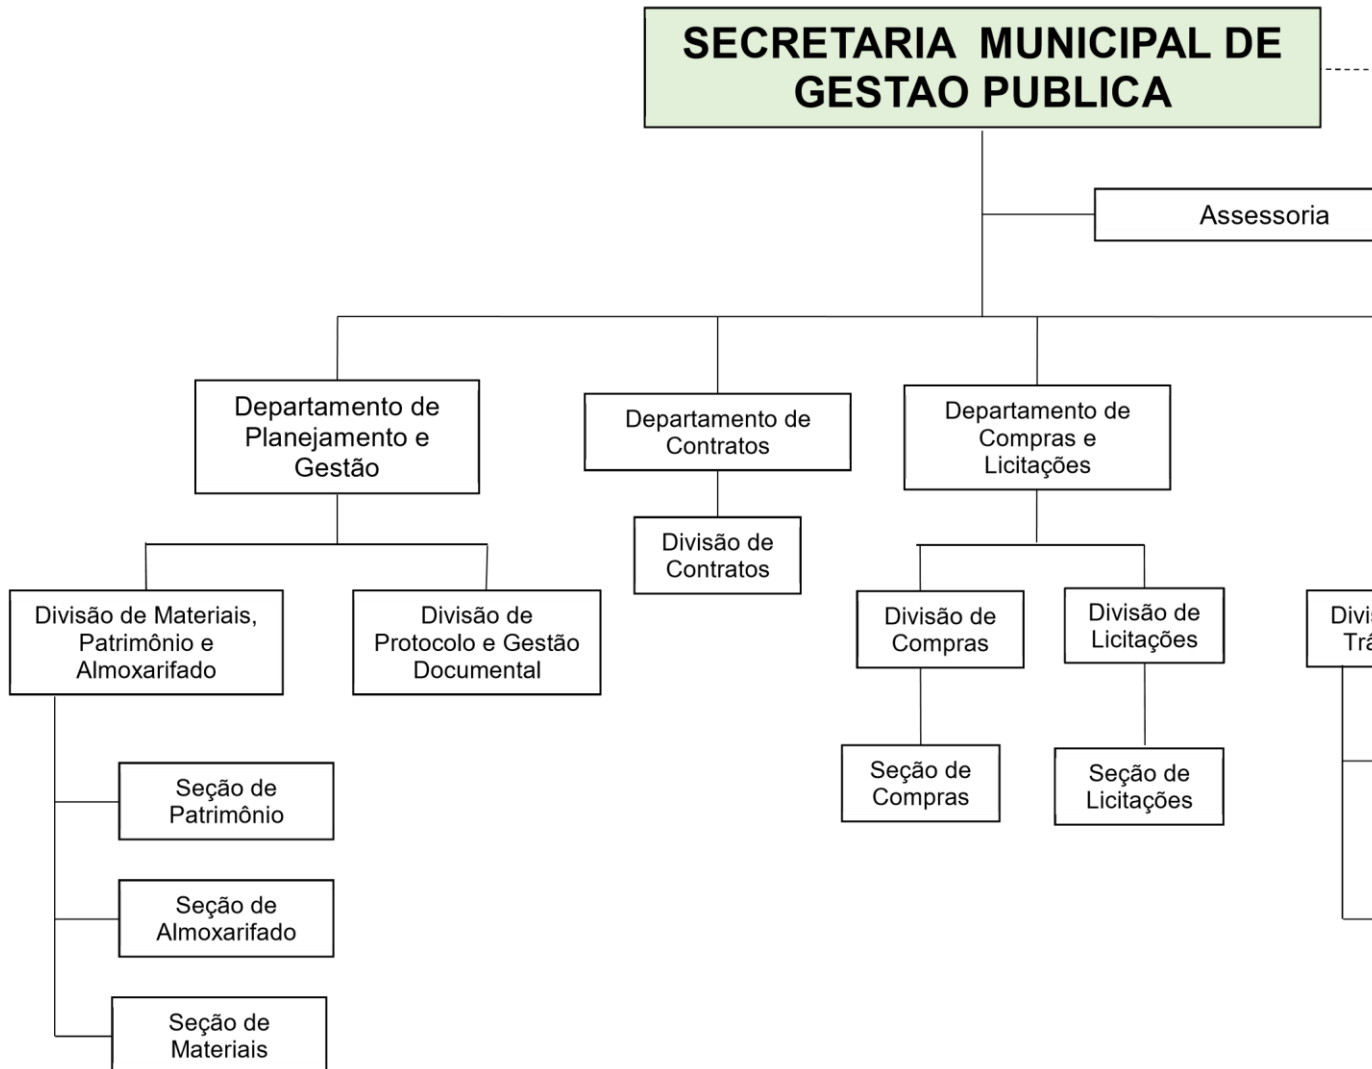 SECRETARIA MUNICIPAL DE
GESTAO PUBLICA
Assessoria
Departamento de
Planejamento e
Gestão
Departamento de
Contratos
Departamento de
Compras e
Licitações
Divisão de
Contratos
Divisão de Materiais,
Patrimônio e
Almoxarifado
Divisão de
Protocolo e Gestão
Documental
Divisão de
Compras
Divisão de
Licitações
Seção de
Compras
Seção de
Licitações
Seção de
Patrimônio
Seção de
Almoxarifado
Seção de
Materiais